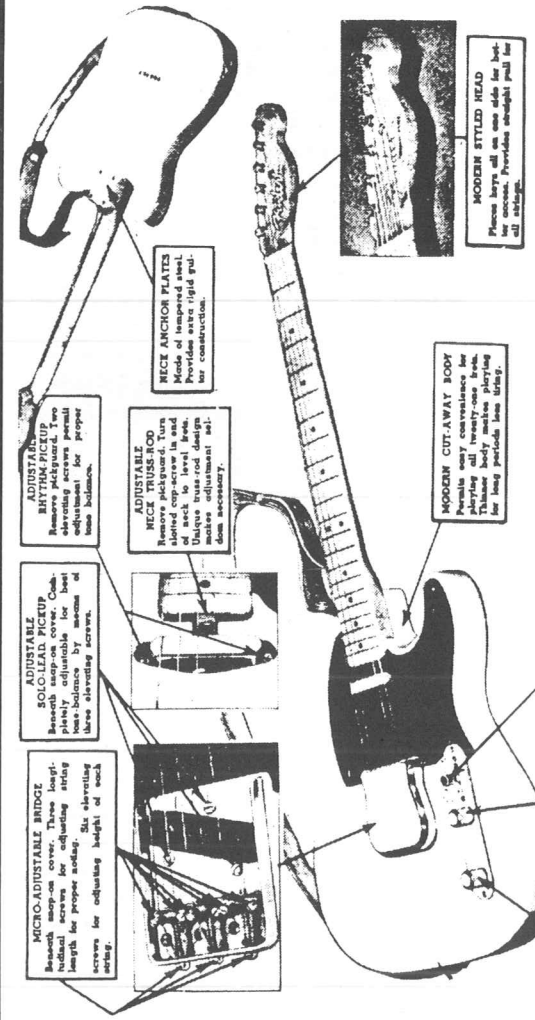 MICRO-ADJUSTABLE BRIDGE
Beneath snap-on cover. Three longi-
tudinal screws for adjusting string
length for proper noting. Six elevating
screws for adjusting height of each
string.
ADJUSTABLE
SOLO-LEAD PICKUP
Beneath snap-on cover. Com-
pletely adjustable for best
tone-balance by means of
three elevating screws.
ADJUSTABLE
RHYTHM-PICKUP
Remove pickguard. Two
elevating screws permit
adjustment for proper
tone balance.
ADJUSTABLE
NECK TRUSS-ROD
Remove pickguard. Turn
slotted cap-screw in end
of neck to level frets.
Unique truss-rod design
makes adjustment sel-
dom necessary.
NECK ANCHOR PLATES
Made of tempered steel.
Provides extra rigid gui-
tar construction.
MODERN CUT-AWAY BODY
Permits easy convenience for
playing all twenty-one frets.
Thinner body makes playing
for long periods less tiring.
MODERN STYLED HEAD
Places keys all on one side for bet-
ter access. Provides straight pull for
all strings.